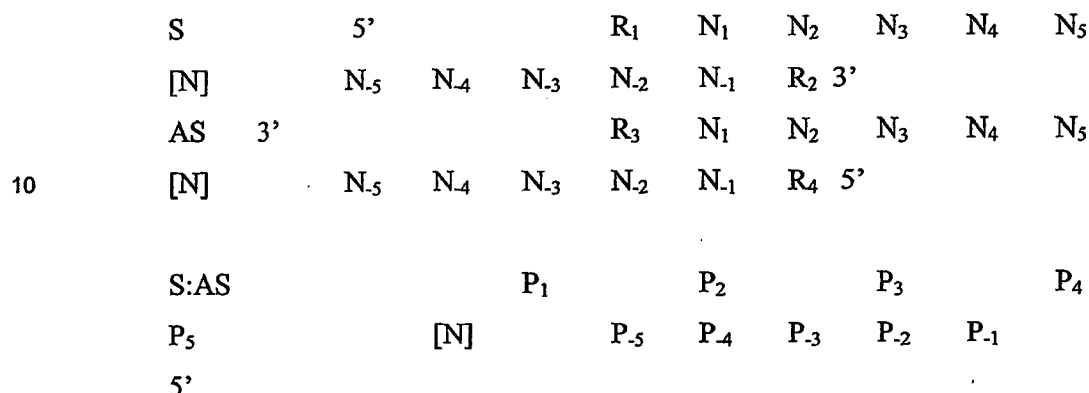 S 5’ R₁ N₁ N₂ N₃ N₄ N₅
[N] N₋₅ N₋₄ N₋₃ N₋₂ N₋₁ R₂ 3’
AS 3’ R₃ N₁ N₂ N₃ N₄ N₅
10 [N] N₋₅ N₋₄ N₋₃ N₋₂ N₋₁ R₄ 5’
S:AS P₁ P₂ P₃ P₄
P₅ [N] P₋₅ P₋₄ P₋₃ P₋₂ P₋₁
5’